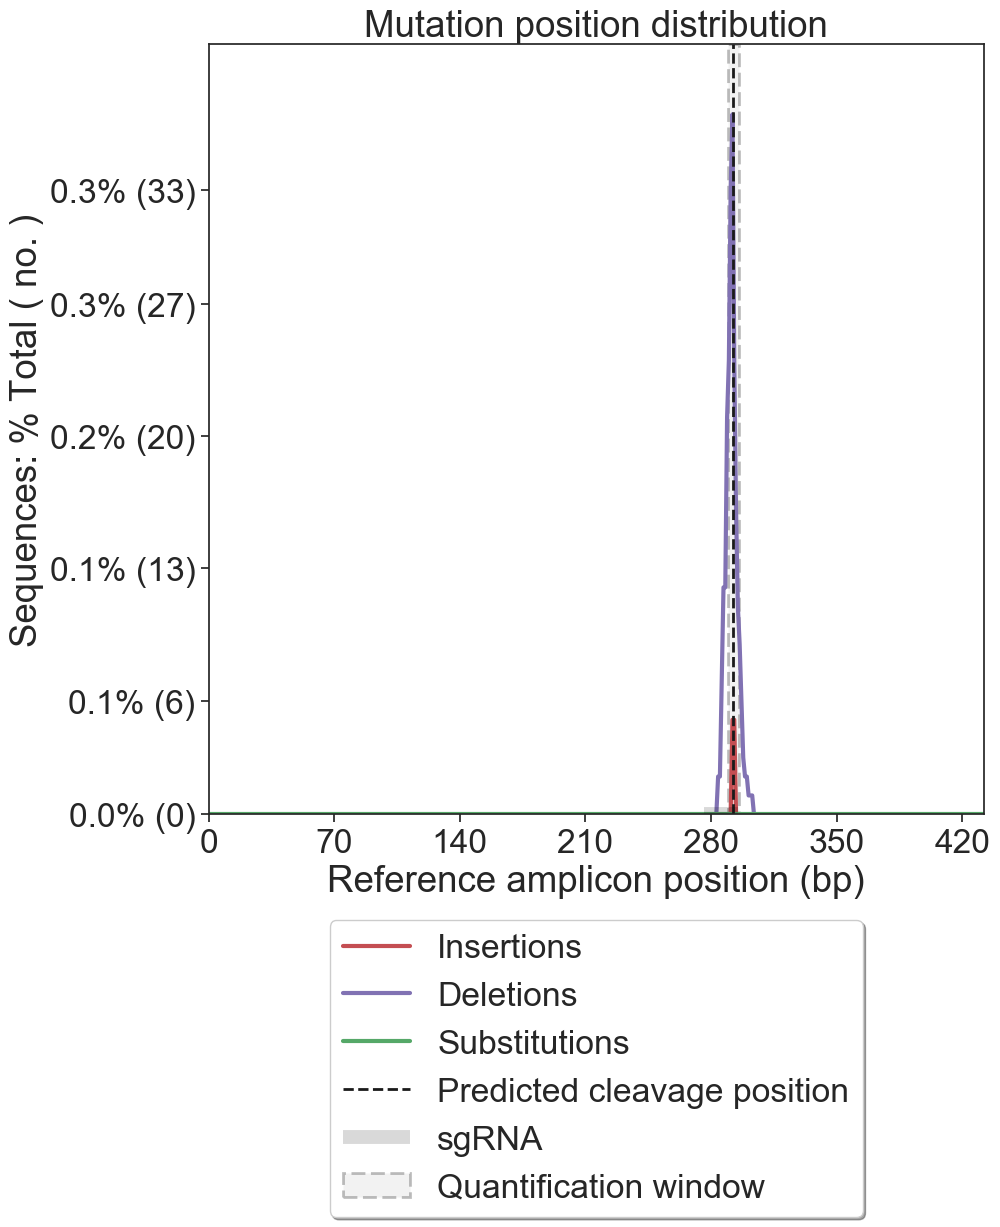 Mutation position distribution
Sequences: % Total ( no. )
0.3% (33)
0.3% (27)
0.2% (20)
0.1% (13)
0.1% (6)
0.0% (0)
0 70 140 210 280 350 420
Reference amplicon position (bp)
Insertions
Deletions
Substitutions
Predicted cleavage position
sgRNA
Quantification window